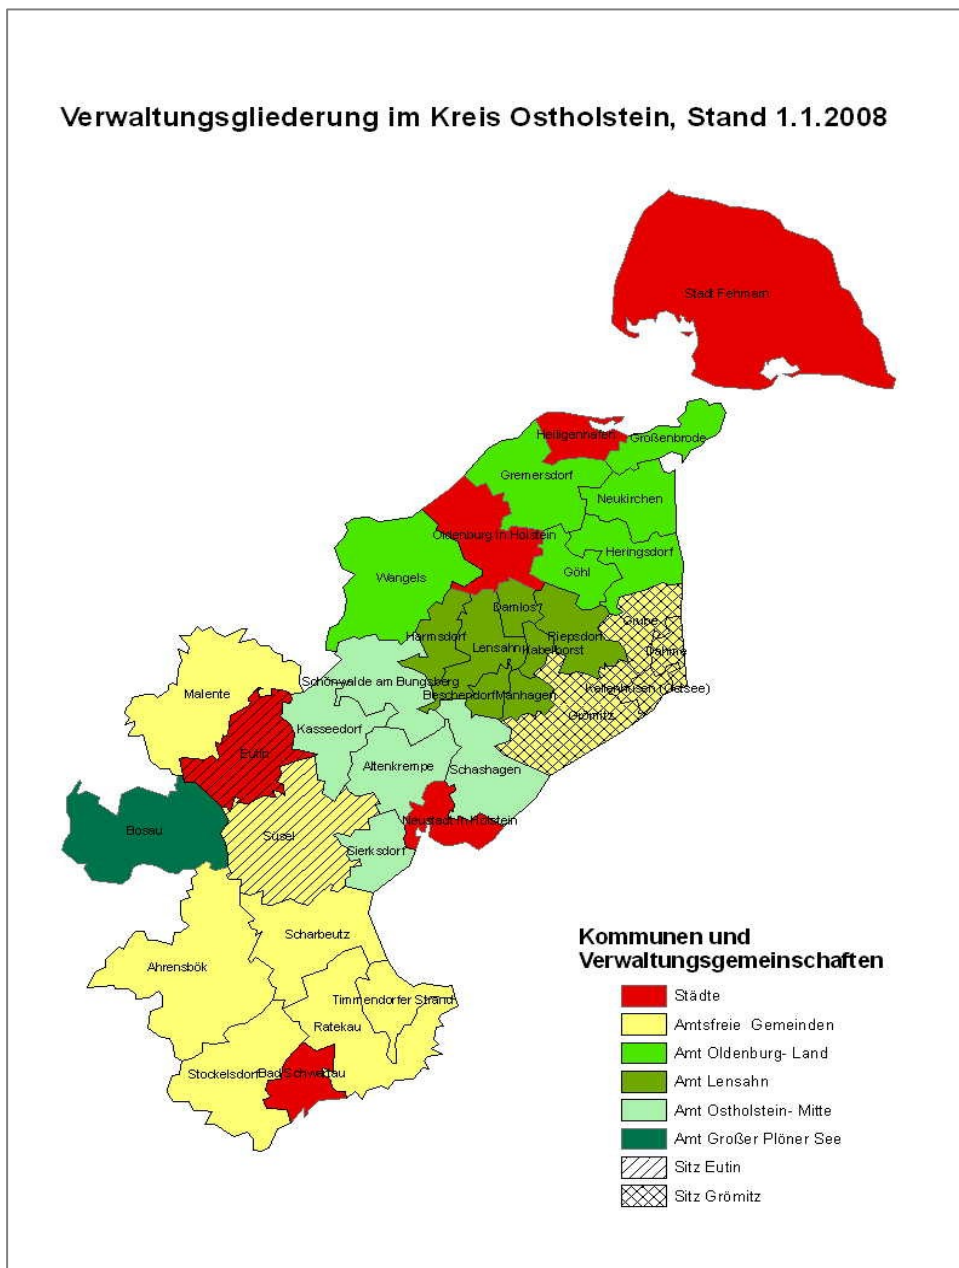 Verwaltungsgliederung im Kreis Ostholstein, Stand 1.1.2008
Stadt Fehmarn
Heiligenhafen
Großenbrode
Gremersdorf
Neukirchen
Oldenburg in Holstein
Heringsdorf
Göhl
Wangels
Damlos
Grube
Harmsdorf
Riepsdorf
Lensahn
Kabelhorst
Dahme
Schönwalde am Bungsberg
Beschendorf
Manhagen
Kellenhusen (Ostsee)
Malente
Grömitz
Kasseedorf
Eutin
Altenkrempe
Schashagen
Neustadt in Holstein
Bosau
Süsel
Sierksdorf
Scharbeutz
Ahrensbök
Timmendorfer Strand
Ratekau
Stockelsdorf
Bad Schwartau
Kommunen und
Verwaltungsgemeinschaften
Städte
Amtsfreie Gemeinden
Amt Oldenburg- Land
Amt Lensahn
Amt Ostholstein- Mitte
Amt Großer Plöner See
Sitz Eutin
Sitz Grömitz